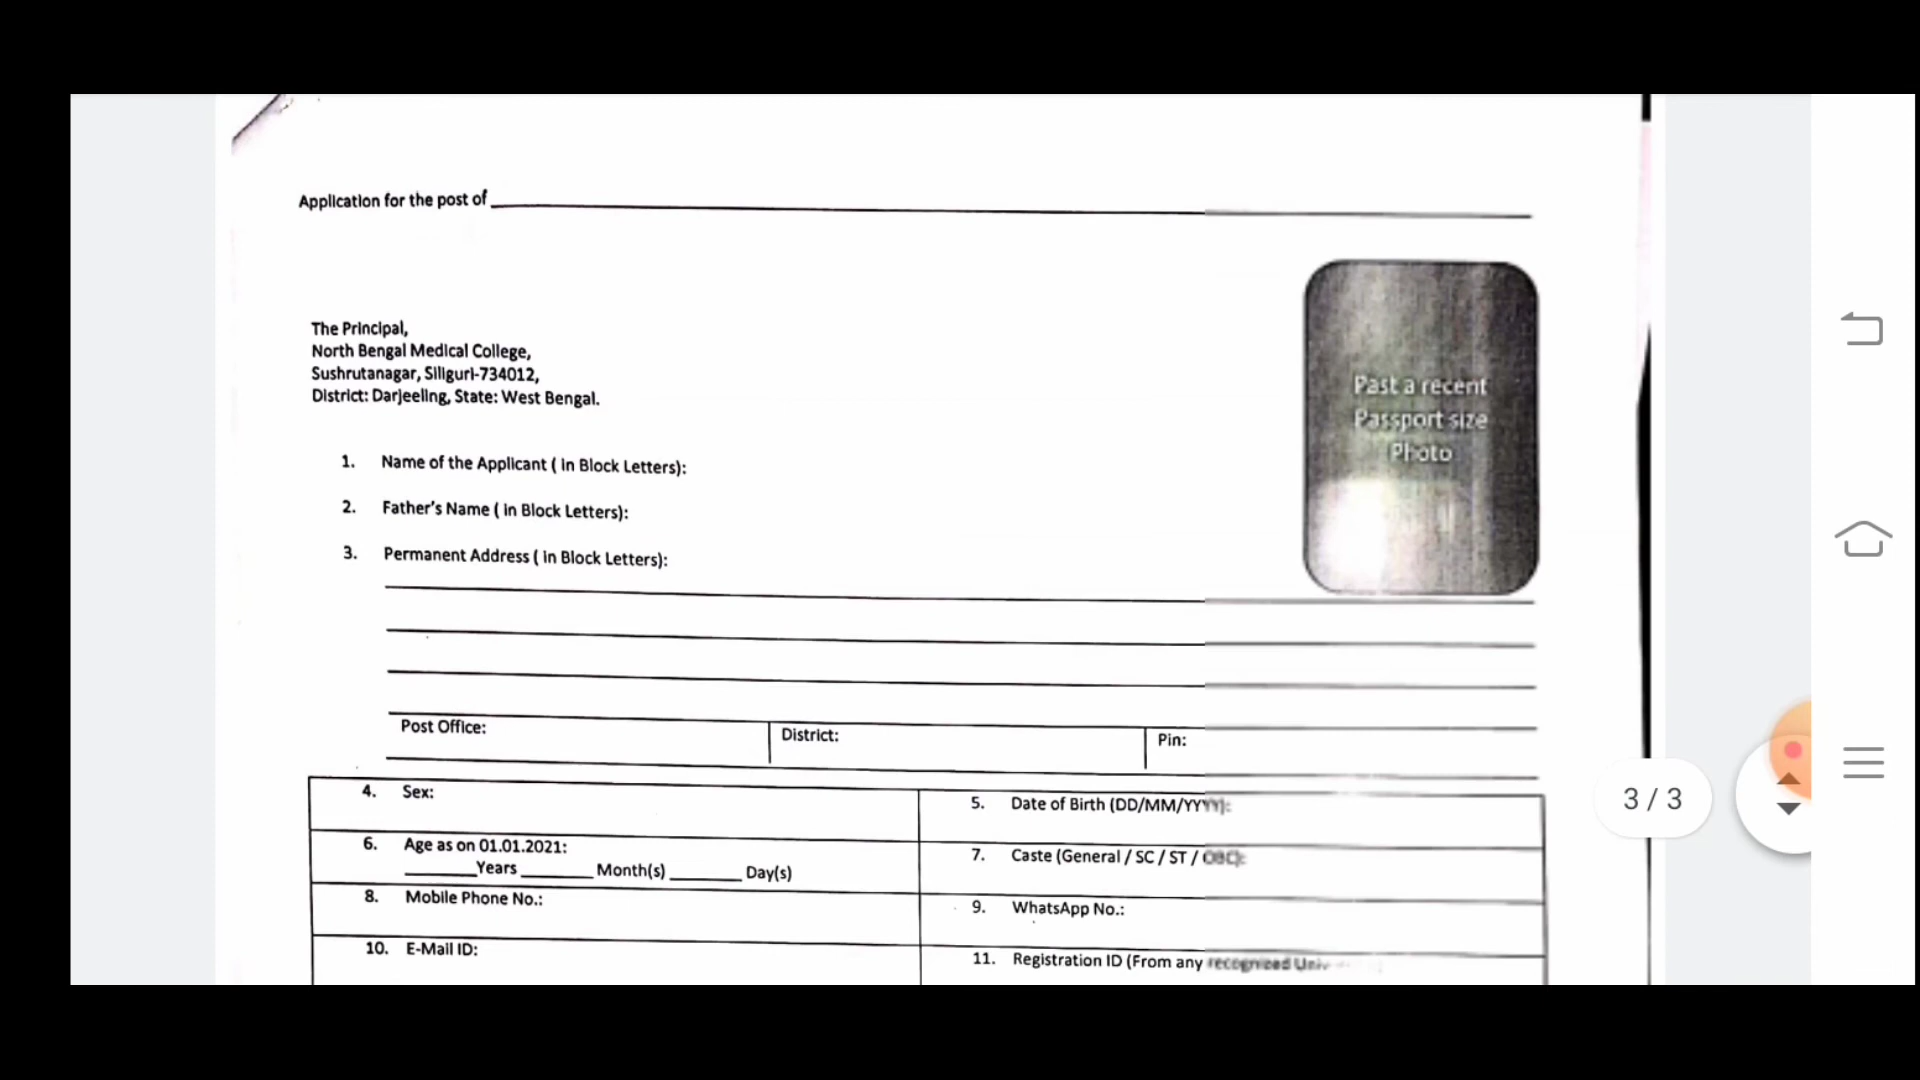 Application for the post of
The Principal,
North Bengal Medical College,
Sushrutanagar, Siliguri-734012,
District: Darjeeling, State: West Bengal.
Past a recent
Passport size
Photo
1. Name of the Applicant ( in Block Letters):
2. Father's Name ( in Block Letters):
3. Permanent Address ( in Block Letters):
Post Office: District: Pin:
4. Sex: 5. Date of Birth (DD/MM/YYYY):
6. Age as on 01.01.2021:
______Years ______ Month(s) ______ Day(s)
7. Caste (General / SC / ST / OBC):
8. Mobile Phone No.: 9. WhatsApp No.:
10. E-Mail ID: 11. Registration ID (From any recognized
3 / 3